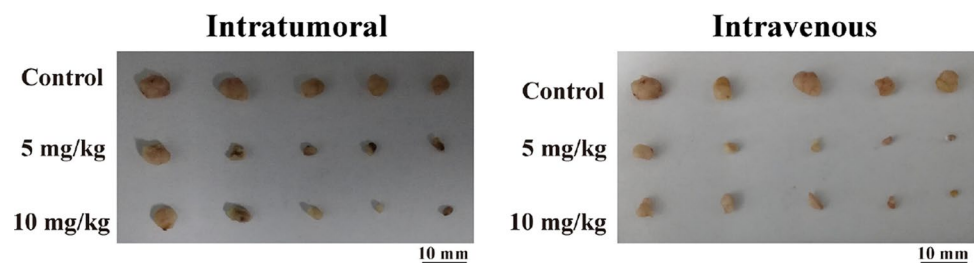 Intratumoral
Control
5 mg/kg
10 mg/kg
10 mm
Intravenous
Control
5 mg/kg
10 mg/kg
10 mm